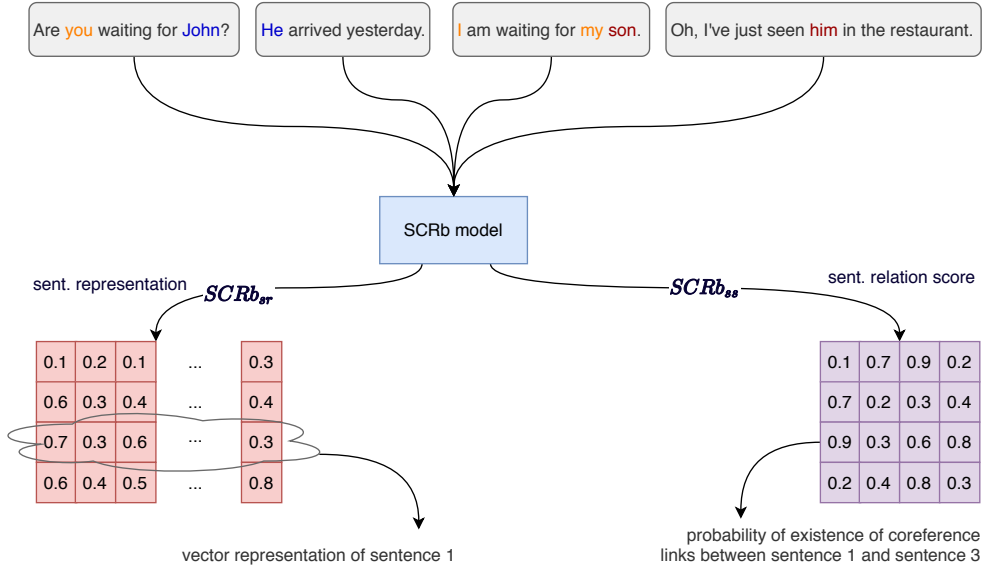 Are you waiting for John?
He arrived yesterday.
I am waiting for my son.
Oh, I've just seen him in the restaurant.
SCRb model
sent. representation
SCRb_sr
SCRb_ss
sent. relation score
0.1 0.2 0.1 ... 0.3
0.6 0.3 0.4 ... 0.4
0.7 0.3 0.6 ... 0.3
0.6 0.4 0.5 ... 0.8
0.1 0.7 0.9 0.2
0.7 0.2 0.3 0.4
0.9 0.3 0.6 0.8
0.2 0.4 0.8 0.3
vector representation of sentence 1
probability of existence of coreference
links between sentence 1 and sentence 3